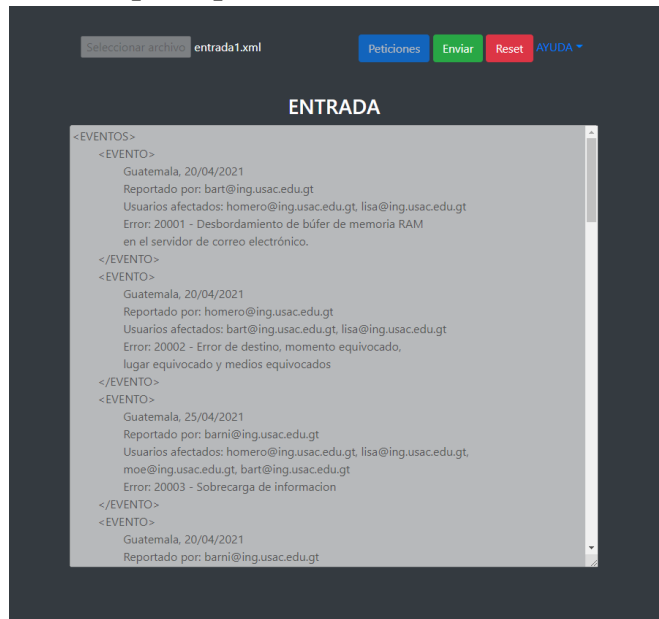 Seleccionar archivo entrada1.xml Peticiones Enviar Reset AYUDA
ENTRADA
<EVENTOS>
<EVENTO>
Guatemala, 20/04/2021
Reportado por: bart@ing.usac.edu.gt
Usuarios afectados: homero@ing.usac.edu.gt, lisa@ing.usac.edu.gt
Error: 20001 - Desbordamiento de búfer de memoria RAM
en el servidor de correo electrónico.
</EVENTO>
<EVENTO>
Guatemala, 20/04/2021
Reportado por: homero@ing.usac.edu.gt
Usuarios afectados: bart@ing.usac.edu.gt, lisa@ing.usac.edu.gt
Error: 20002 - Error de destino, momento equivocado,
lugar equivocado y medios equivocados
</EVENTO>
<EVENTO>
Guatemala, 25/04/2021
Reportado por: barni@ing.usac.edu.gt
Usuarios afectados: homero@ing.usac.edu.gt, lisa@ing.usac.edu.gt,
moe@ing.usac.edu.gt, bart@ing.usac.edu.gt
Error: 20003 - Sobrecarga de informacion
</EVENTO>
<EVENTO>
Guatemala, 20/04/2021
Reportado por: barni@ing.usac.edu.gt